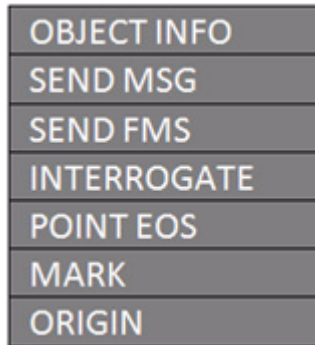 OBJECT INFO
SEND MSG
SEND FMS
INTERROGATE
POINT EOS
MARK
ORIGIN